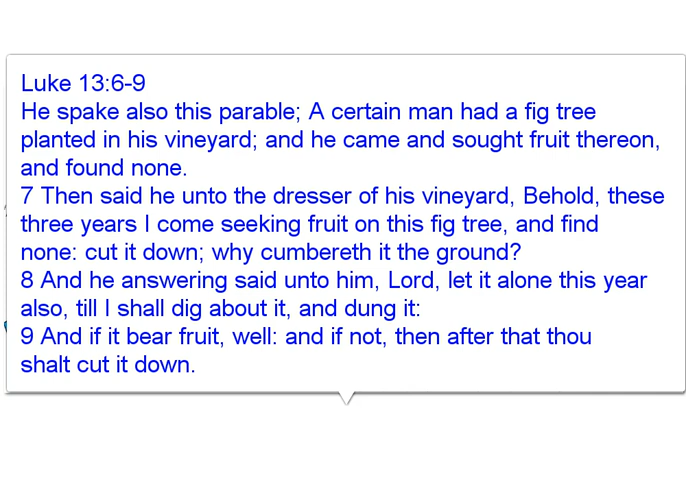 Luke 13:6-9
He spake also this parable; A certain man had a fig tree
planted in his vineyard; and he came and sought fruit thereon,
and found none.
7 Then said he unto the dresser of his vineyard, Behold, these
three years I come seeking fruit on this fig tree, and find
none: cut it down; why cumbereth it the ground?
8 And he answering said unto him, Lord, let it alone this year
also, till I shall dig about it, and dung it:
9 And if it bear fruit, well: and if not, then after that thou
shalt cut it down.